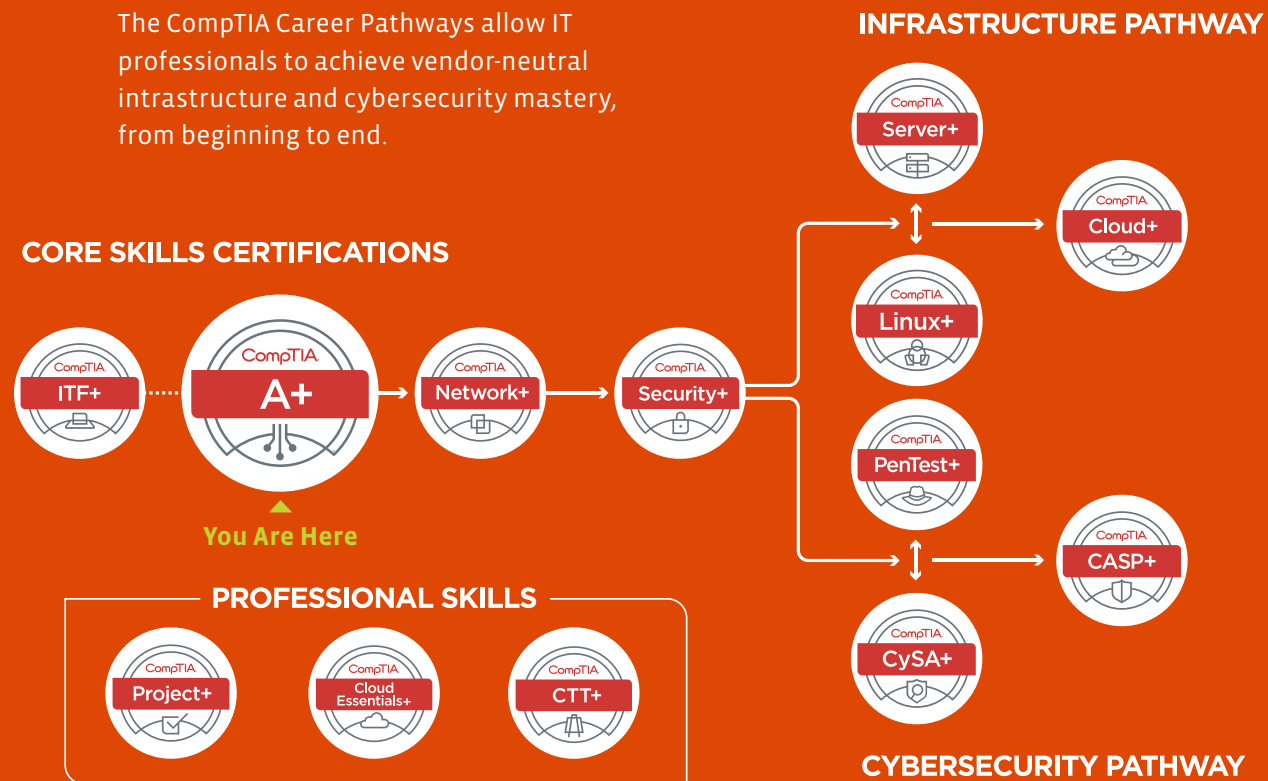 The CompTIA Career Pathways allow IT
professionals to achieve vendor-neutral
intrastructure and cybersecurity mastery,
from beginning to end.
INFRASTRUCTURE PATHWAY
CompTIA
Server+
CompTIA
Cloud+
CORE SKILLS CERTIFICATIONS
CompTIA
Linux+
CompTIA
ITF+
CompTIA
A+
CompTIA
Network+
CompTIA
Security+
You Are Here
CompTIA
PenTest+
CompTIA
CASP+
CompTIA
CySA+
PROFESSIONAL SKILLS
CompTIA
Project+
CompTIA
Cloud
Essentials+
CompTIA
CTT+
CYBERSECURITY PATHWAY